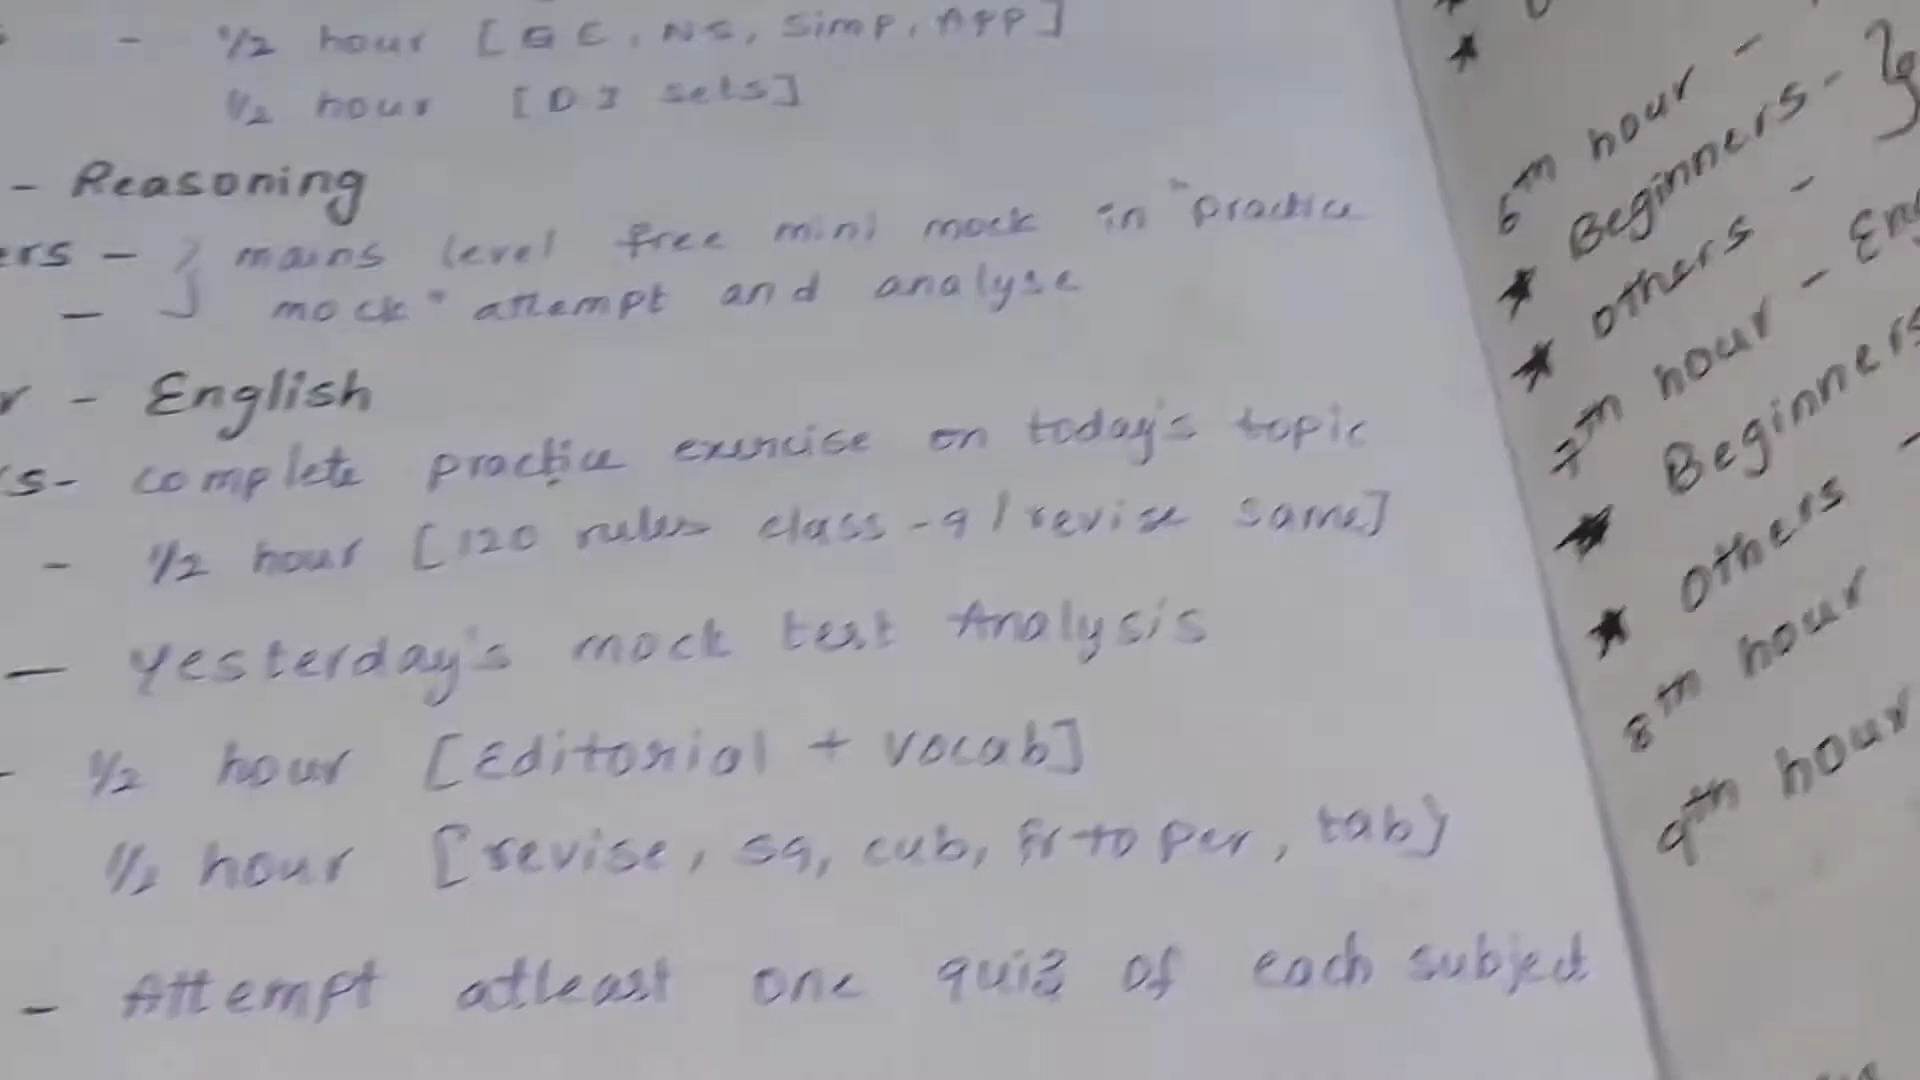 - 1/2 hour [QE, NS, Simp, App]
1/2 hour [DI sets]
- Reasoning
ers - } mains level free mini mock in "practice
- mock" attempt and analyse
r - English
s- complete practice exercise on today's topic
- 1/2 hour [120 rules class -9 / revise same]
- Yesterday's mock test Analysis
- 1/2 hour [Editorial + vocab]
1/2 hour [revise, sq, cub, fr to per, tab]
- Attempt atleast one quiz of each subject
6th hour -
* Beginners- }
* others -
7th hour - Eng
* Beginners
* others -
8th hour
9th hour